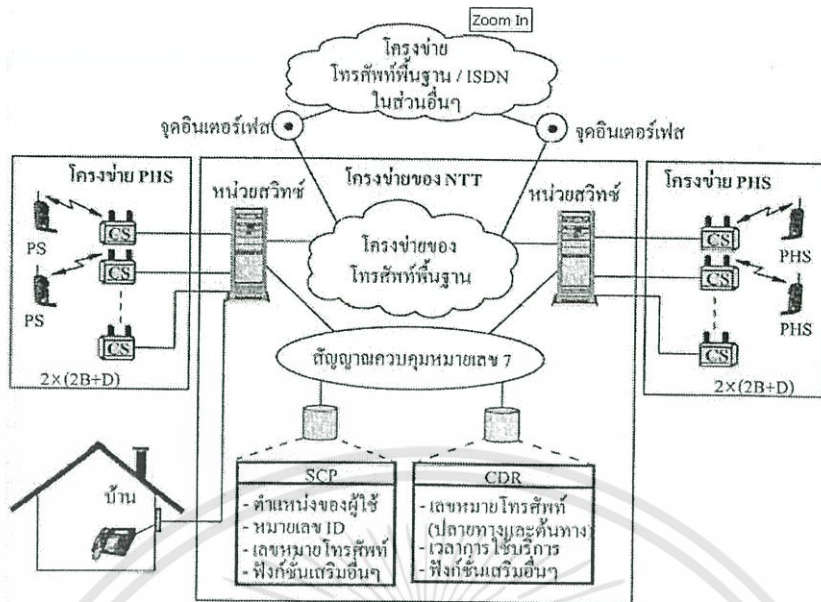 Zoom In
โครงข่าย
โทรศัพท์พื้นฐาน / ISDN
ในส่วนอื่นๆ
จุดอินเตอร์เฟส
จุดอินเตอร์เฟส
โครงข่าย PHS
โครงข่ายของ NTT
โครงข่าย PHS
หน่วยสวิทซ์
หน่วยสวิทซ์
PS
CS
CS
PHS
โครงข่ายของ
โทรศัพท์พื้นฐาน
PS
CS
CS
PHS
CS
CS
สัญญาณควบคุมหมายเลข 7
2×(2B+D)
2×(2B+D)
บ้าน
SCP
- ตำแหน่งของผู้ใช้
- หมายเลข ID
- เลขหมายโทรศัพท์
- ฟังก์ชั่นเสริมอื่นๆ
CDR
- เลขหมายโทรศัพท์
(ปลายทางและต้นทาง)
- เวลาการใช้บริการ
- ฟังก์ชั่นเสริมอื่นๆ